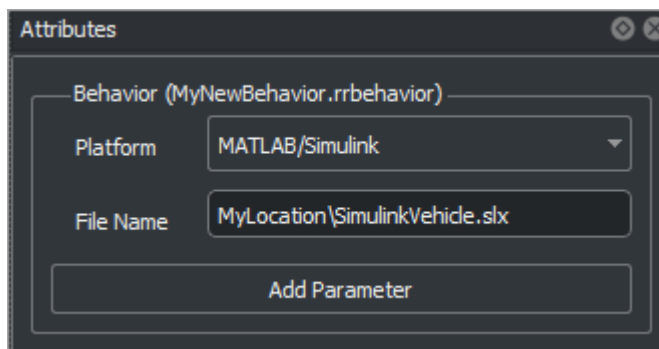 Attributes
Behavior (MyNewBehavior.rrbehavior)
Platform MATLAB/Simulink
File Name MyLocation\SimulinkVehicle.slx
Add Parameter